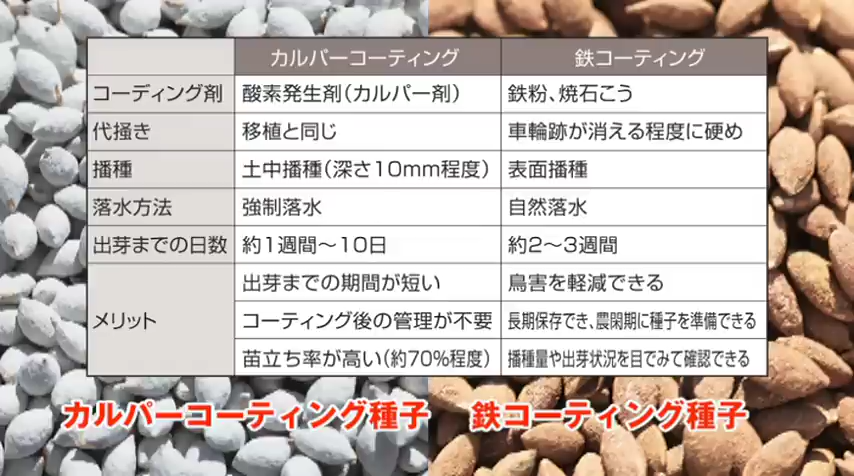 カルパーコーティング 鉄コーティング
コーディング剤 酸素発生剤（カルパー剤） 鉄粉、焼石こう
代掻き 移植と同じ 車輪跡が消える程度に硬め
播種 土中播種（深さ10mm程度） 表面播種
落水方法 強制落水 自然落水
出芽までの日数 約1週間～10日 約2～3週間
メリット 出芽までの期間が短い 鳥害を軽減できる
コーティング後の管理が不要 長期保存でき、農閑期に種子を準備できる
苗立ち率が高い（約70%程度） 播種量や出芽状況を目でみて確認できる
カルパーコーティング種子 鉄コーティング種子